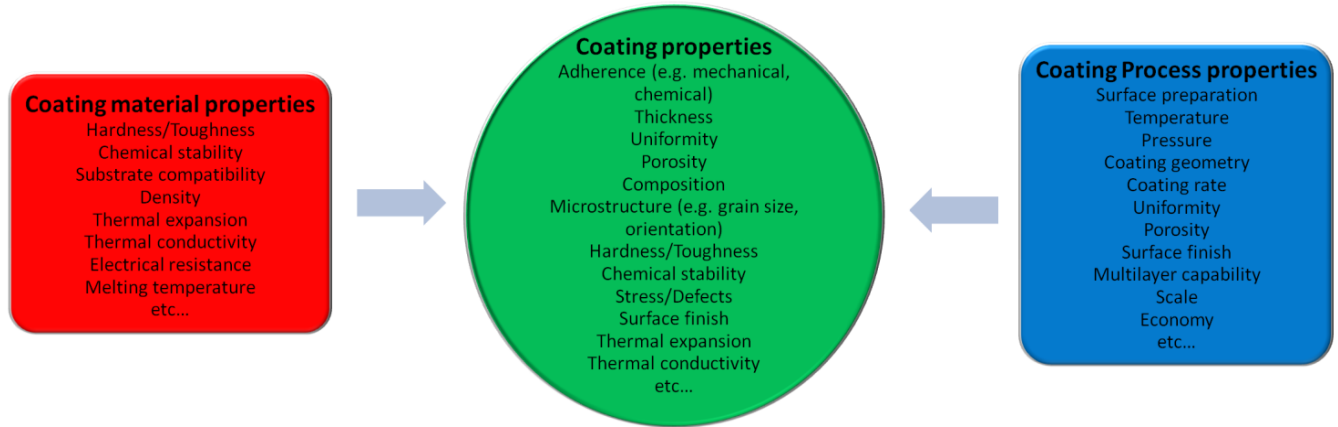 Coating material properties
Hardness/Toughness
Chemical stability
Substrate compatibility
Density
Thermal expansion
Thermal conductivity
Electrical resistance
Melting temperature
etc...
Coating properties
Adherence (e.g. mechanical,
chemical)
Thickness
Uniformity
Porosity
Composition
Microstructure (e.g. grain size,
orientation)
Hardness/Toughness
Chemical stability
Stress/Defects
Surface finish
Thermal expansion
Thermal conductivity
etc...
Coating Process properties
Surface preparation
Temperature
Pressure
Coating geometry
Coating rate
Uniformity
Porosity
Surface finish
Multilayer capability
Scale
Economy
etc...